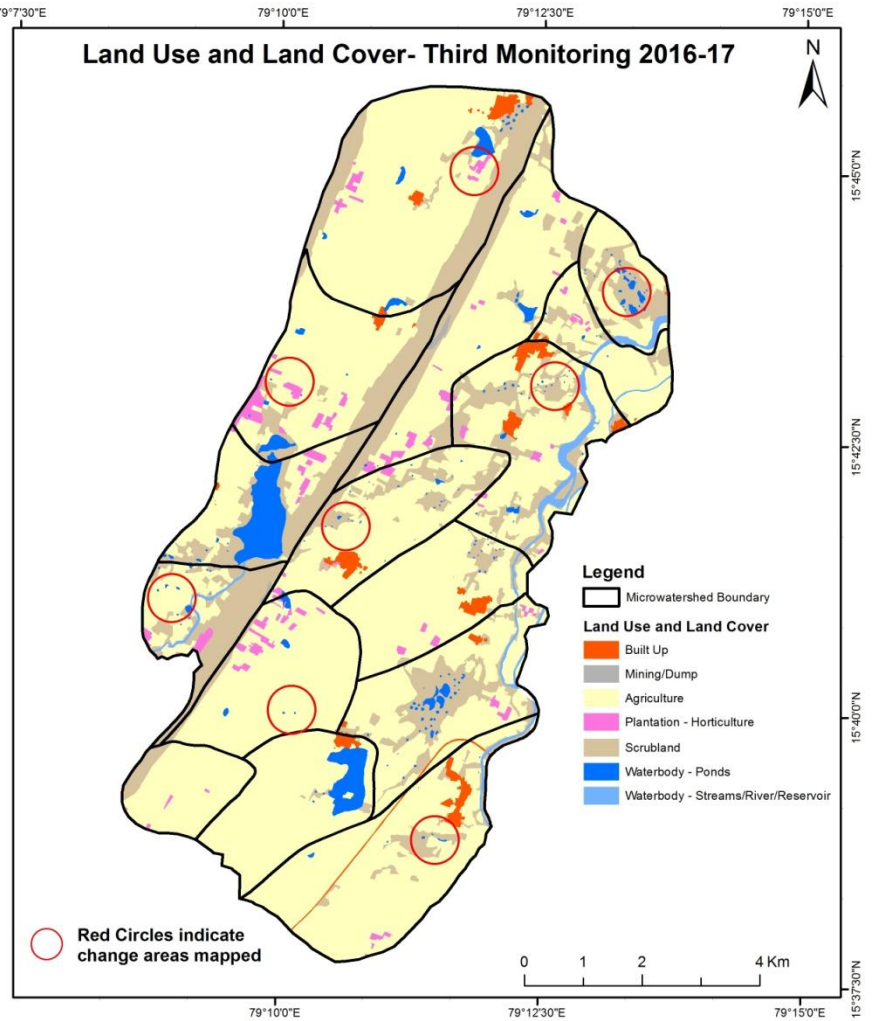 79°7'30"E 79°10'0"E 79°12'30"E 79°15'0"E
Land Use and Land Cover- Third Monitoring 2016-17
N
15°45'0"N
15°42'30"N
15°40'0"N
15°37'30"N
Legend
Microwatershed Boundary
Land Use and Land Cover
Built Up
Mining/Dump
Agriculture
Plantation - Horticulture
Scrubland
Waterbody - Ponds
Waterbody - Streams/River/Reservoir
Red Circles indicate
change areas mapped
0 1 2 4 Km
79°10'0"E 79°12'30"E 79°15'0"E